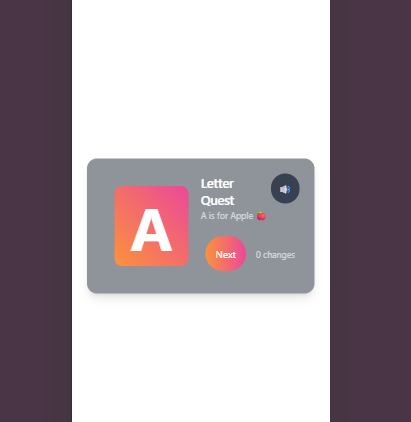 A
Letter
Quest
A is for Apple 🍎
Next
0 changes